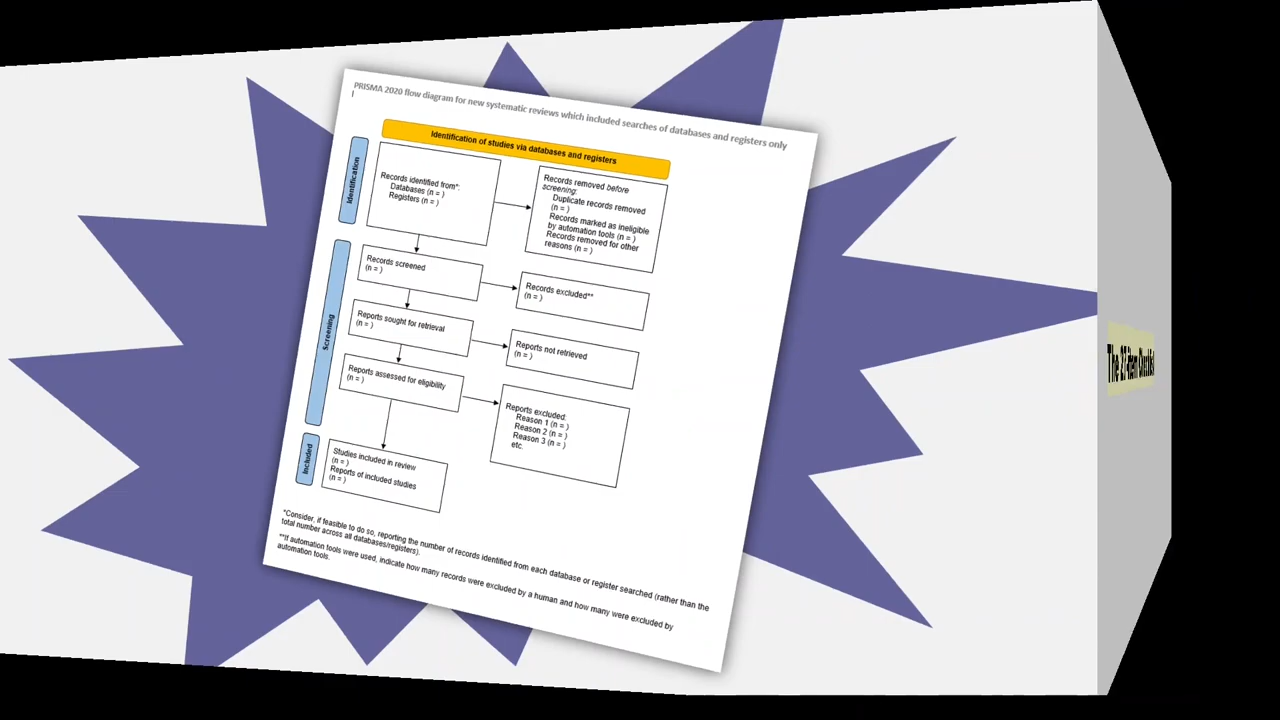 PRISMA 2020 flow diagram for new systematic reviews which included searches of databases and registers only
Identification of studies via databases and registers
Identification
Records identified from*:
Databases (n = )
Registers (n = )
Records removed before
screening:
Duplicate records removed
(n = )
Records marked as ineligible
by automation tools (n = )
Records removed for other
reasons (n = )
Screening
Records screened
(n = )
Records excluded**
(n = )
Reports sought for retrieval
(n = )
Reports not retrieved
(n = )
Reports assessed for eligibility
(n = )
Reports excluded:
Reason 1 (n = )
Reason 2 (n = )
Reason 3 (n = )
etc.
Included
Studies included in review
(n = )
Reports of included studies
(n = )
*Consider, if feasible to do so, reporting the number of records identified from each database or register searched (rather than the
total number across all databases/registers).
**If automation tools were used, indicate how many records were excluded by a human and how many were excluded by
automation tools.
The 27 item